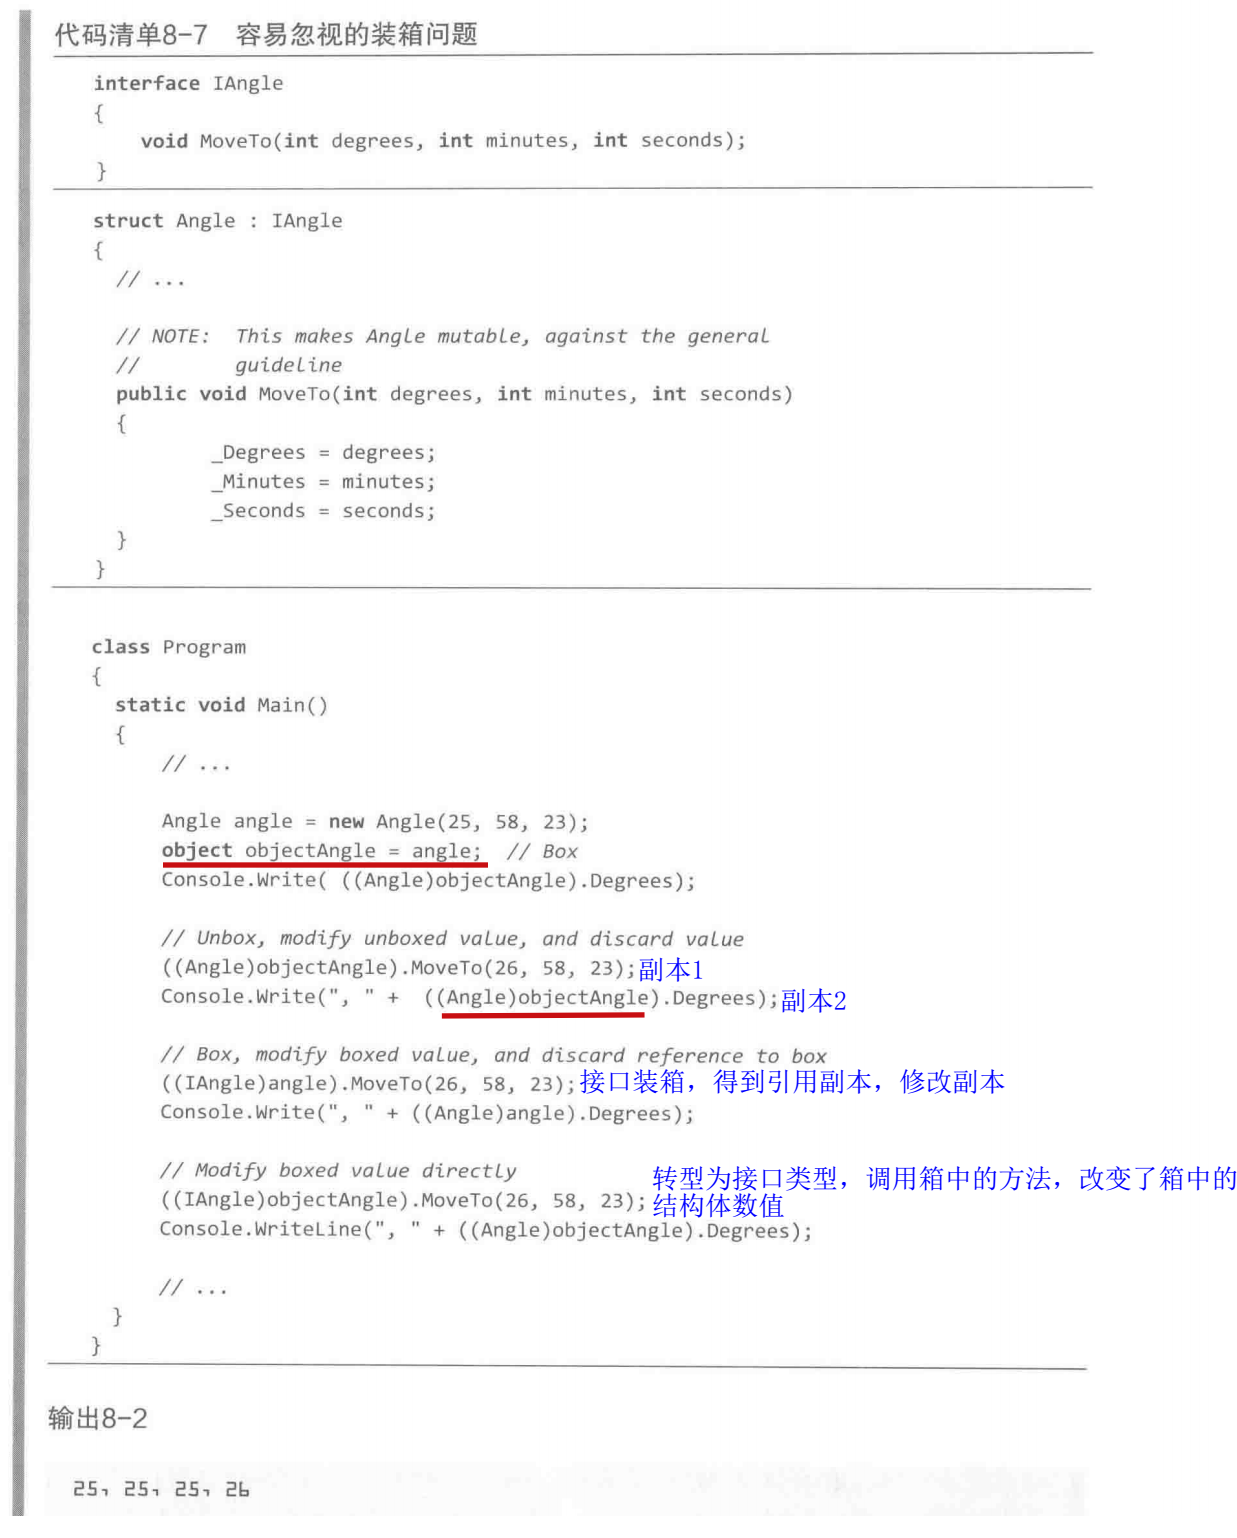 代码清单8-7 容易忽视的装箱问题
interface IAngle
{
void MoveTo(int degrees, int minutes, int seconds);
}
struct Angle : IAngle
{
// ...
// NOTE: This makes Angle mutable, against the general
// guideline
public void MoveTo(int degrees, int minutes, int seconds)
{
_Degrees = degrees;
_Minutes = minutes;
_Seconds = seconds;
}
}
class Program
{
static void Main()
{
// ...
Angle angle = new Angle(25, 58, 23);
object objectAngle = angle; // Box
Console.Write( ((Angle)objectAngle).Degrees);
// Unbox, modify unboxed value, and discard value
((Angle)objectAngle).MoveTo(26, 58, 23);副本1
Console.Write(", " + ((Angle)objectAngle).Degrees);副本2
// Box, modify boxed value, and discard reference to box
((IAngle)angle).MoveTo(26, 58, 23);接口装箱，得到引用副本，修改副本
Console.Write(", " + ((Angle)angle).Degrees);
// Modify boxed value directly
转型为接口类型，调用箱中的方法，改变了箱中的
((IAngle)objectAngle).MoveTo(26, 58, 23);结构体数值
Console.WriteLine(", " + ((Angle)objectAngle).Degrees);
// ...
}
}
输出8-2
25, 25, 25, 26